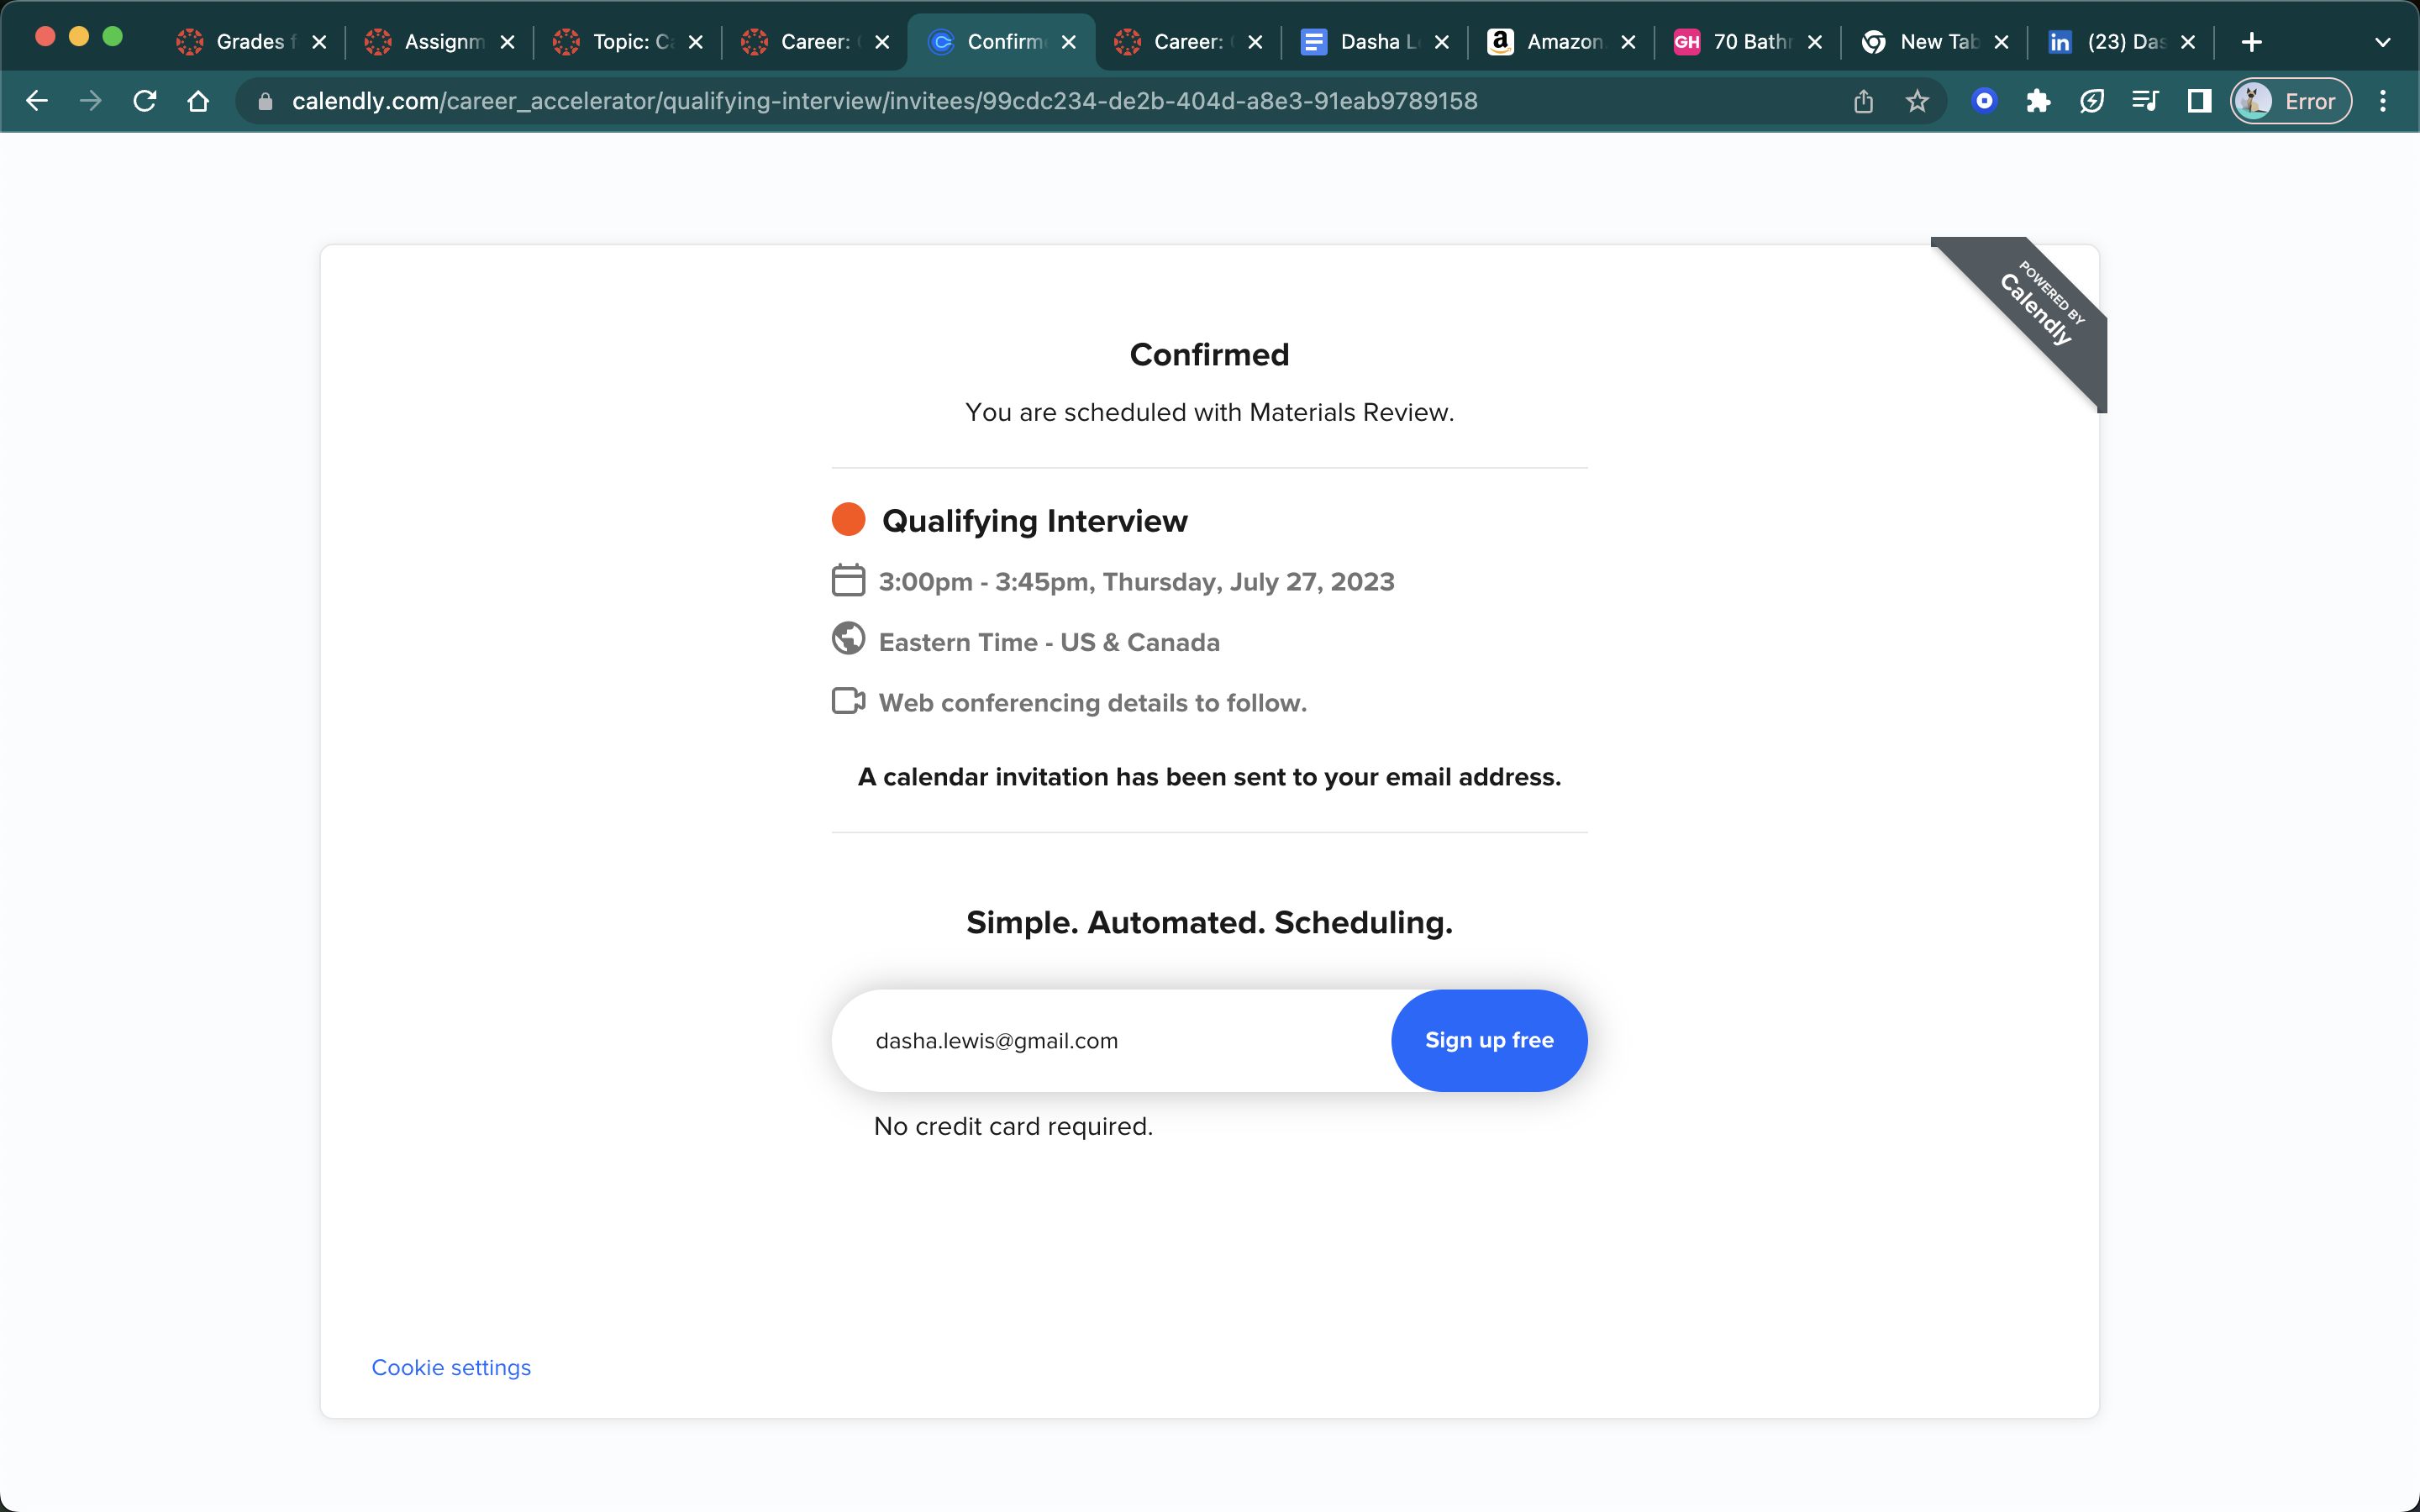 Grades f
Assignm
Topic: Ca
Career:
Confirm
Career:
Dasha L
Amazon
70 Bath
New Tab
(23) Das
calendly.com/career_accelerator/qualifying-interview/invitees/99cdc234-de2b-404d-a8e3-91eab9789158
Error
POWERED BY
Calendly
Confirmed
You are scheduled with Materials Review.
Qualifying Interview
3:00pm - 3:45pm, Thursday, July 27, 2023
Eastern Time - US & Canada
Web conferencing details to follow.
A calendar invitation has been sent to your email address.
Simple. Automated. Scheduling.
dasha.lewis@gmail.com
Sign up free
No credit card required.
Cookie settings